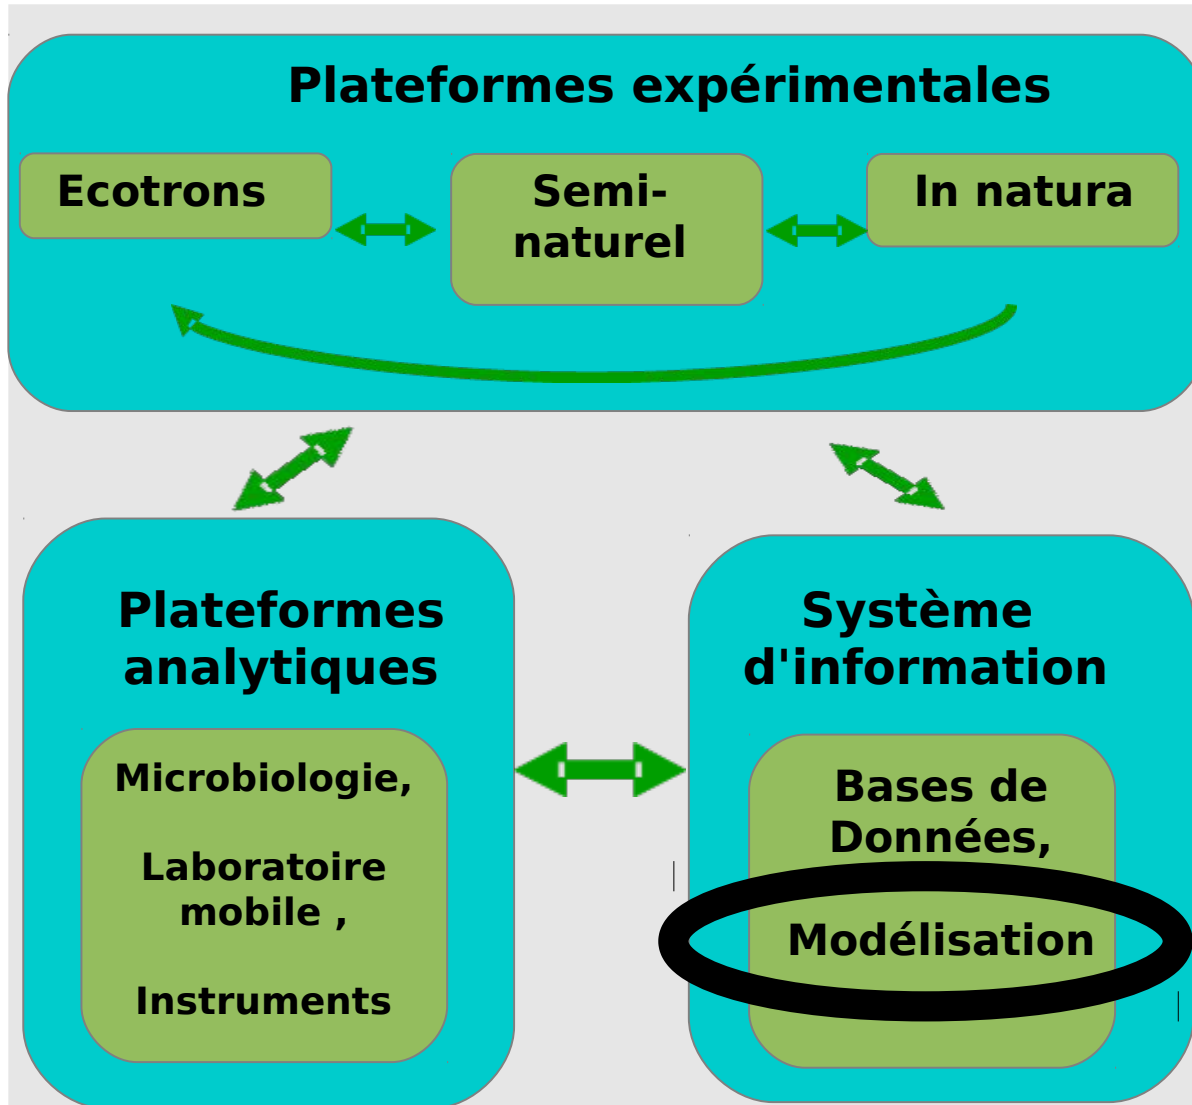 Plateformes expérimentales
Ecotrons
Semi-
naturel
In natura
Plateformes
analytiques
Microbiologie,
Laboratoire
mobile ,
Instruments
Système
d'information
Bases de
Données,
Modélisation